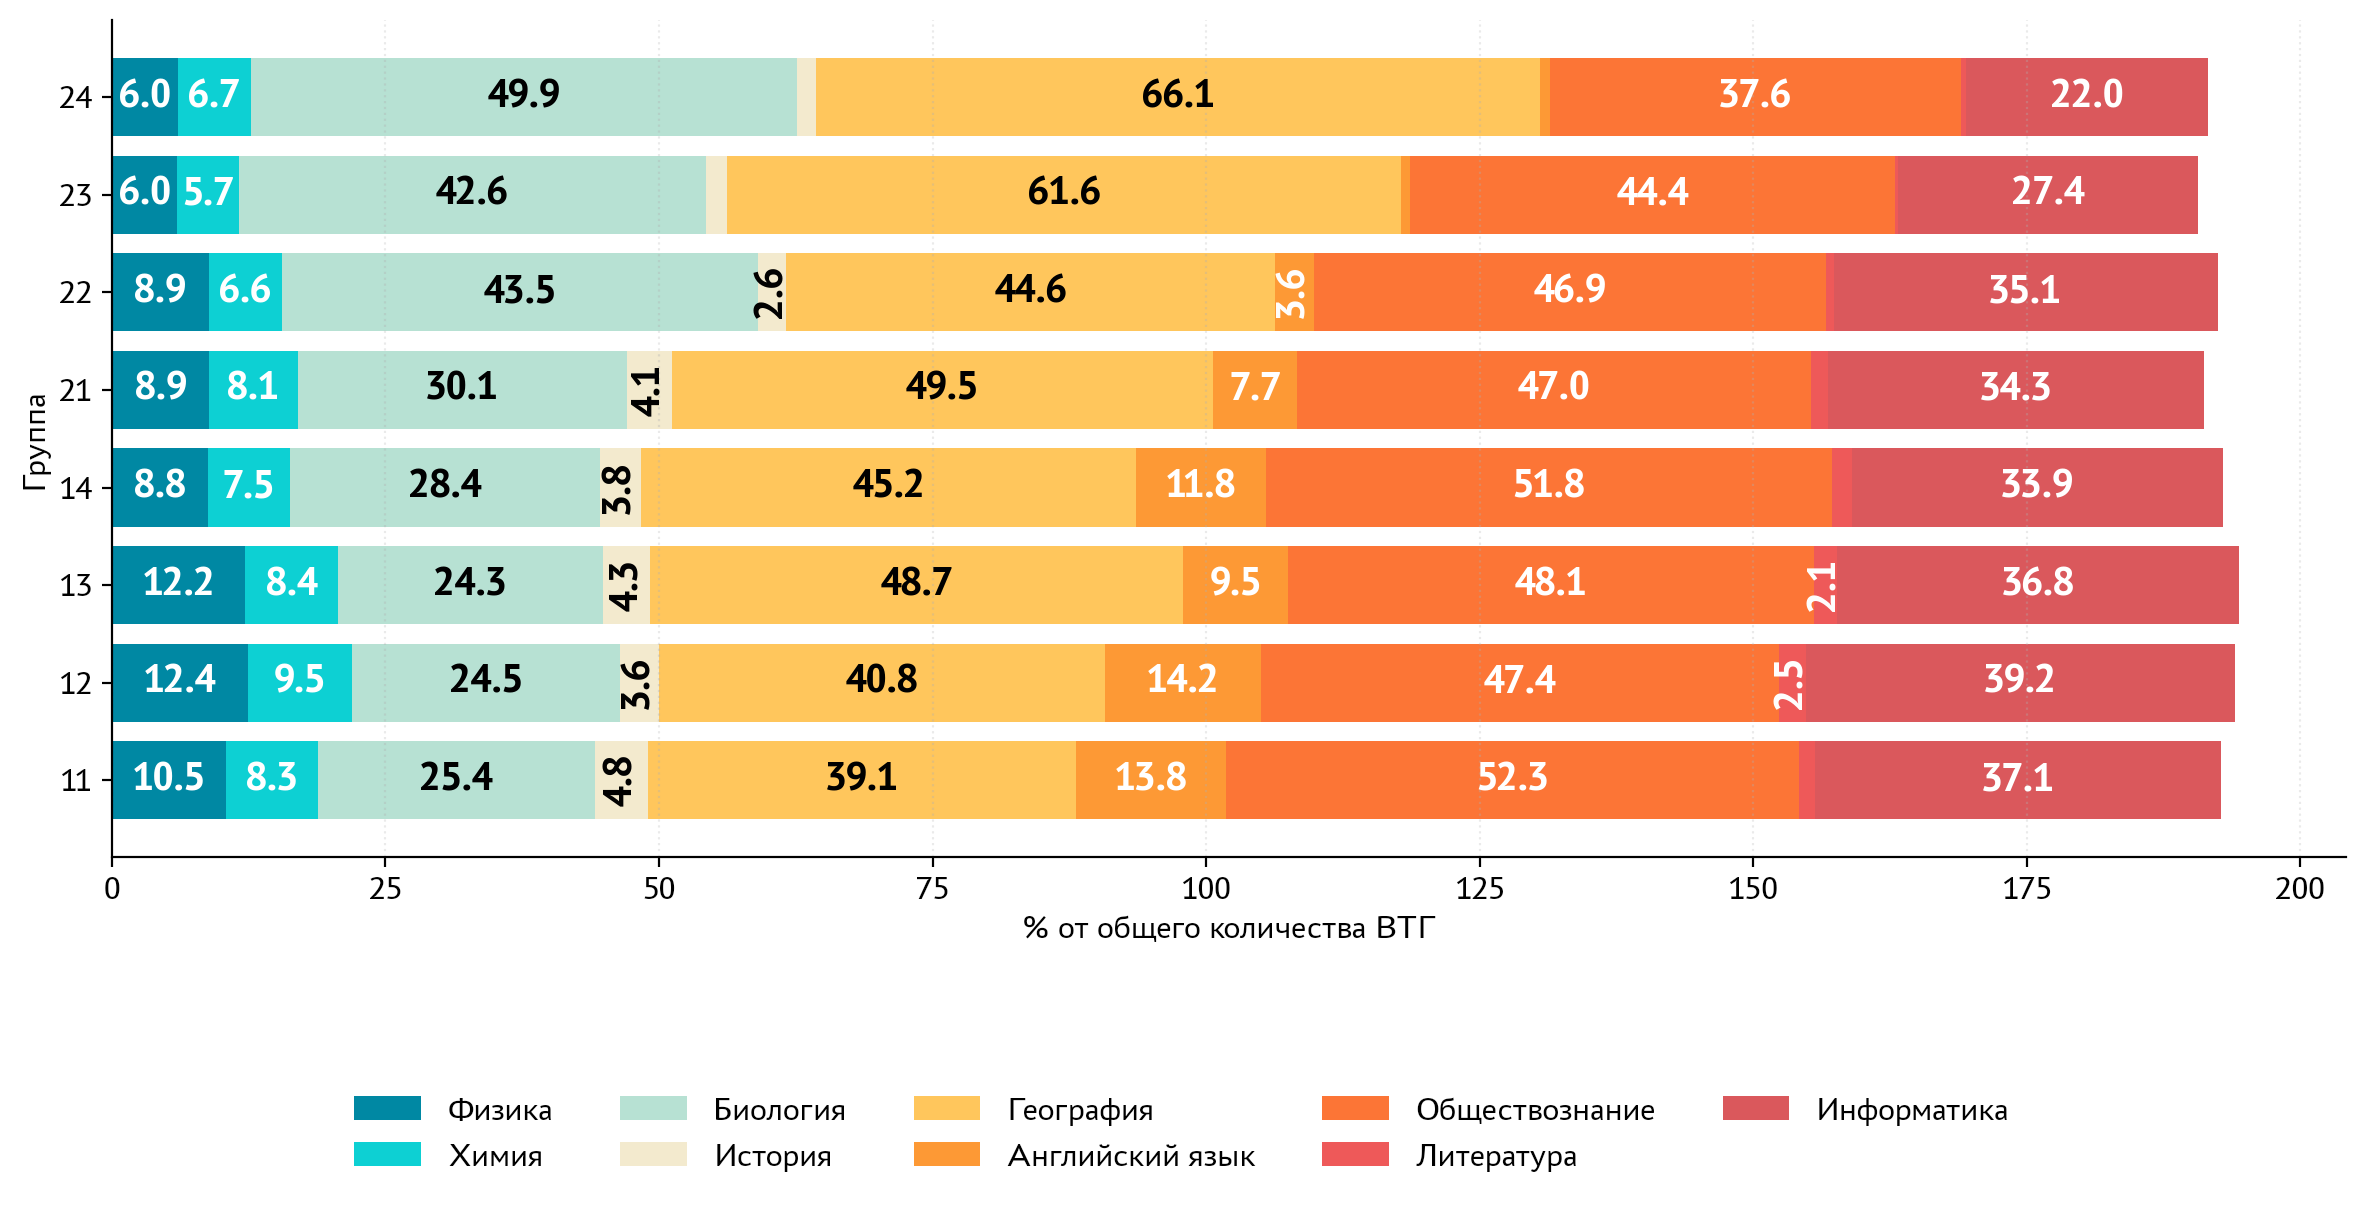 24 6.0 6.7 49.9 66.1 37.6 22.0
23 6.0 5.7 42.6 61.6 44.4 27.4
22 8.9 6.6 43.5 2.6 44.6 3.6 46.9 35.1
21 8.9 8.1 30.1 4.1 49.5 7.7 47.0 34.3
Группа
14 8.8 7.5 28.4 3.8 45.2 11.8 51.8 33.9
13 12.2 8.4 24.3 4.3 48.7 9.5 48.1 2.1 36.8
12 12.4 9.5 24.5 3.6 40.8 14.2 47.4 2.5 39.2
11 10.5 8.3 25.4 4.8 39.1 13.8 52.3 37.1
0 25 50 75 100 125 150 175 200
% от общего количества ВТГ
Физика Биология География Обществознание Информатика
Химия История Английский язык Литература